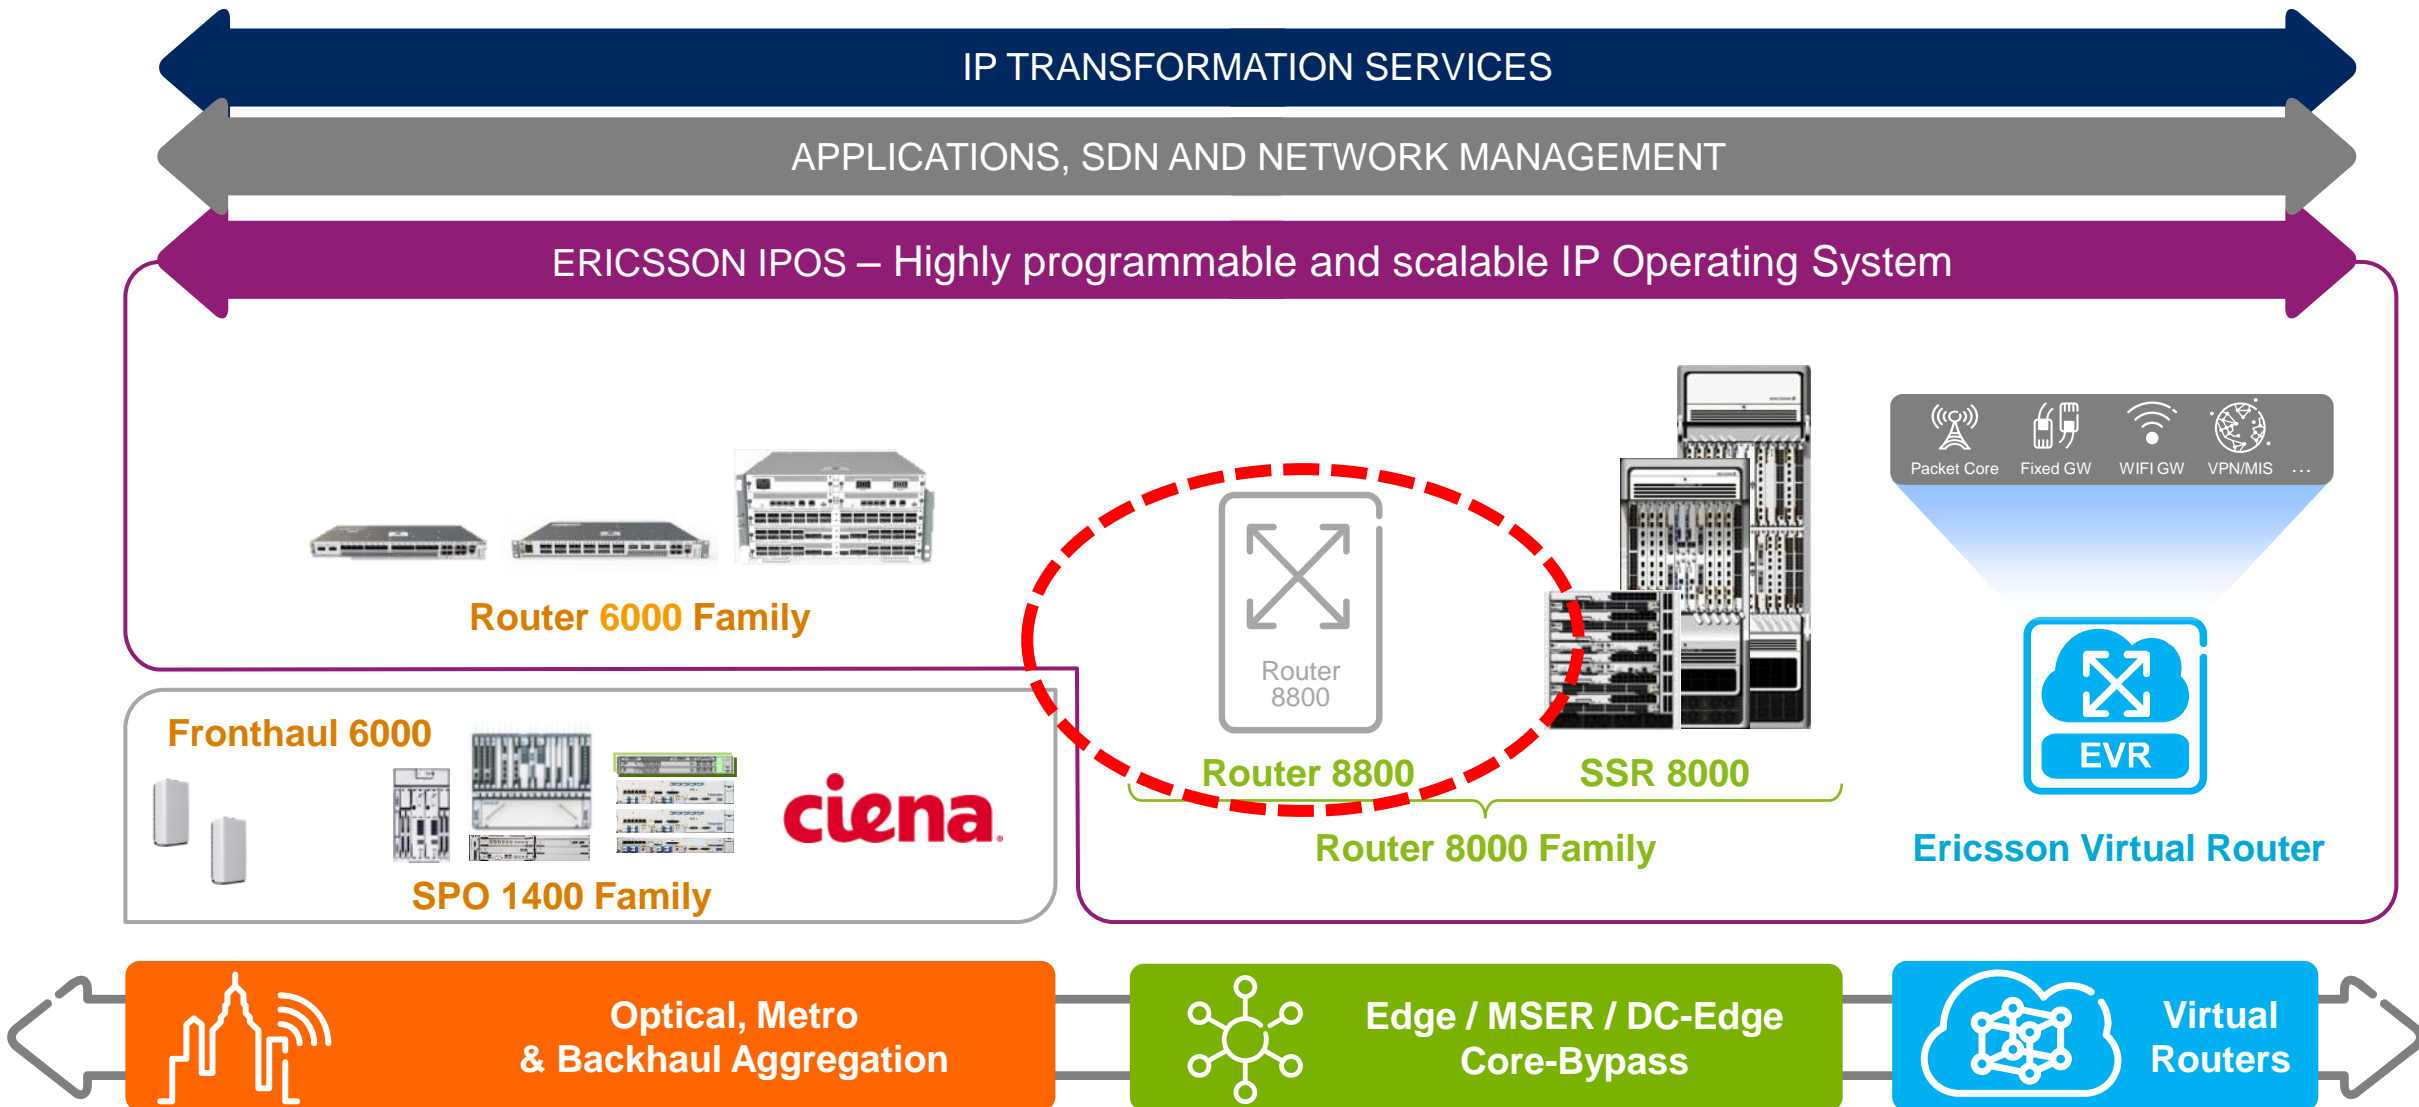 IP TRANSFORMATION SERVICES
APPLICATIONS, SDN AND NETWORK MANAGEMENT
ERICSSON IPOS – Highly programmable and scalable IP Operating System
Packet Core
Fixed GW
WIFI GW
VPN/MIS
...
Router 6000 Family
Router
8800
Router 8800
SSR 8000
Router 8000 Family
EVR
Ericsson Virtual Router
Fronthaul 6000
ciena.
SPO 1400 Family
Optical, Metro
& Backhaul Aggregation
Edge / MSER / DC-Edge
Core-Bypass
Virtual
Routers